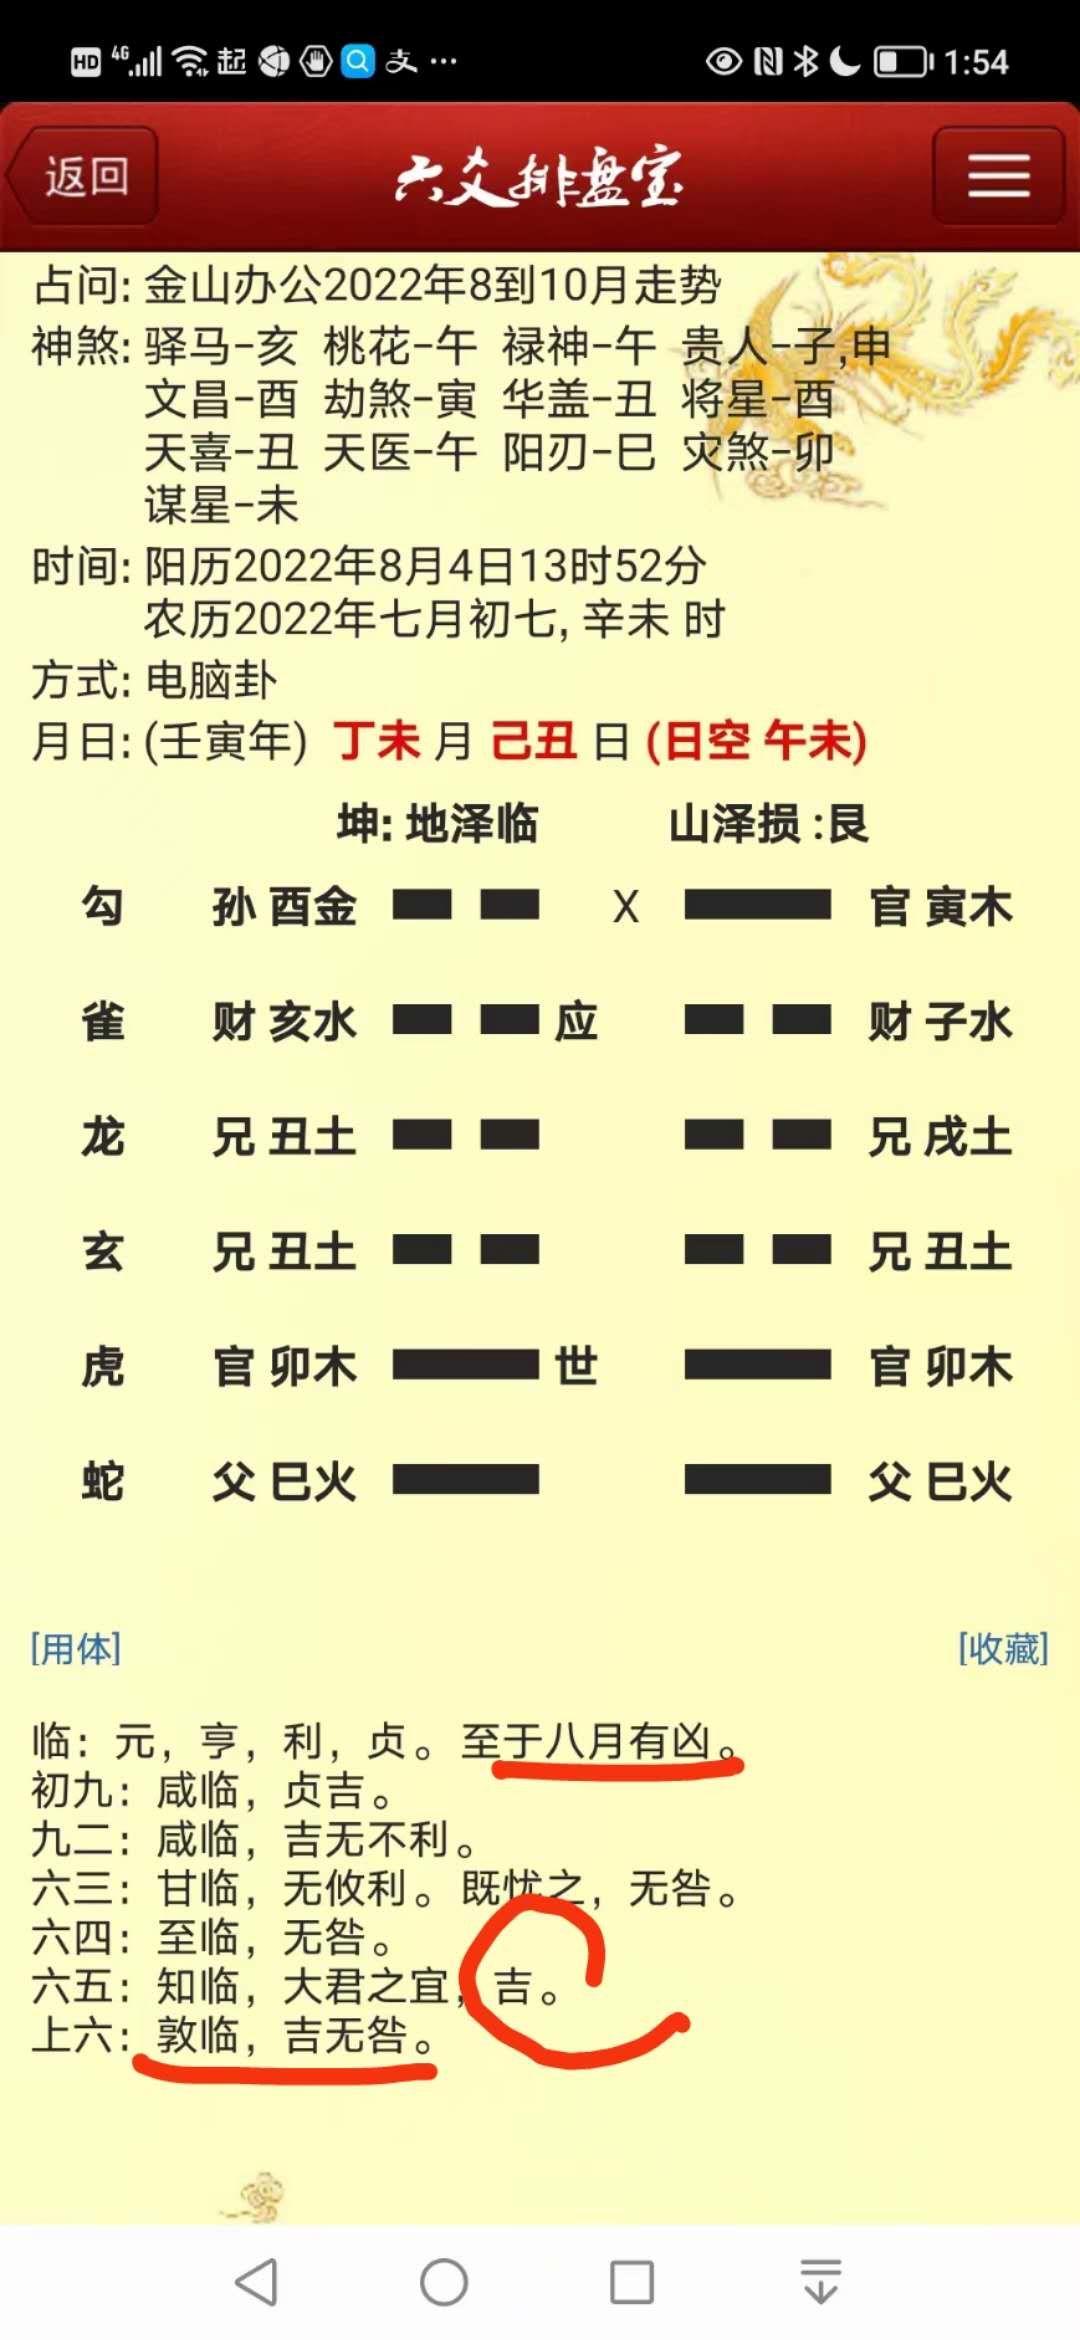 HD 4G 起 支 … 1:54
返回 六爻排盘宝
占问: 金山办公2022年8到10月走势
神煞: 驿马-亥 桃花-午 禄神-午 贵人-子,申
文昌-酉 劫煞-寅 华盖-丑 将星-酉
天喜-丑 天医-午 阳刃-巳 灾煞-卯
谋星-未
时间: 阳历2022年8月4日13时52分
农历2022年七月初七, 辛未 时
方式: 电脑卦
月日: (壬寅年) 丁未 月 己丑 日 (日空 午未)
坤: 地泽临 山泽损 :艮
勾 孙 酉金 X 官 寅木
雀 财 亥水 应 财 子水
龙 兄 丑土 兄 戌土
玄 兄 丑土 兄 丑土
虎 官 卯木 世 官 卯木
蛇 父 巳火 父 巳火
[用体] [收藏]
临: 元, 亨, 利, 贞。至于八月有凶。
初九: 咸临, 贞吉。
九二: 咸临, 吉无不利。
六三: 甘临, 无攸利。既忧之, 无咎。
六四: 至临, 无咎。
六五: 知临, 大君之宜, 吉。
上六: 敦临, 吉无咎。